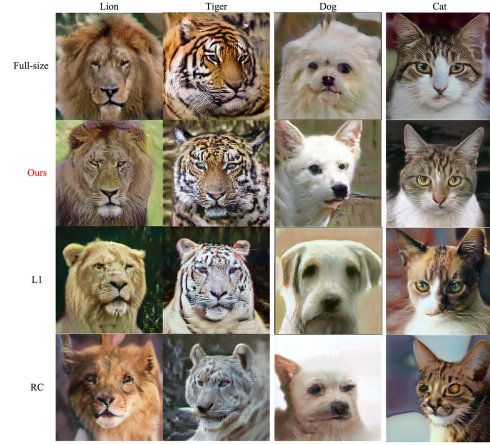 Lion Tiger Dog Cat
Full-size
Ours
L1
RC